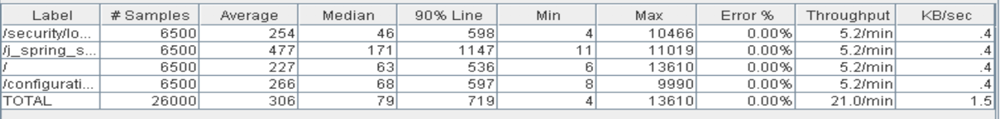 Label # Samples Average Median 90% Line Min Max Error % Throughput KB/sec
/security/lo... 6500 254 46 598 4 10466 0.00% 5.2/min .4
/j_spring_s... 6500 477 171 1147 11 11019 0.00% 5.2/min .4
/ 6500 227 63 536 6 13610 0.00% 5.2/min .4
/configurati... 6500 266 68 597 8 9990 0.00% 5.2/min .4
TOTAL 26000 306 79 719 4 13610 0.00% 21.0/min 1.5